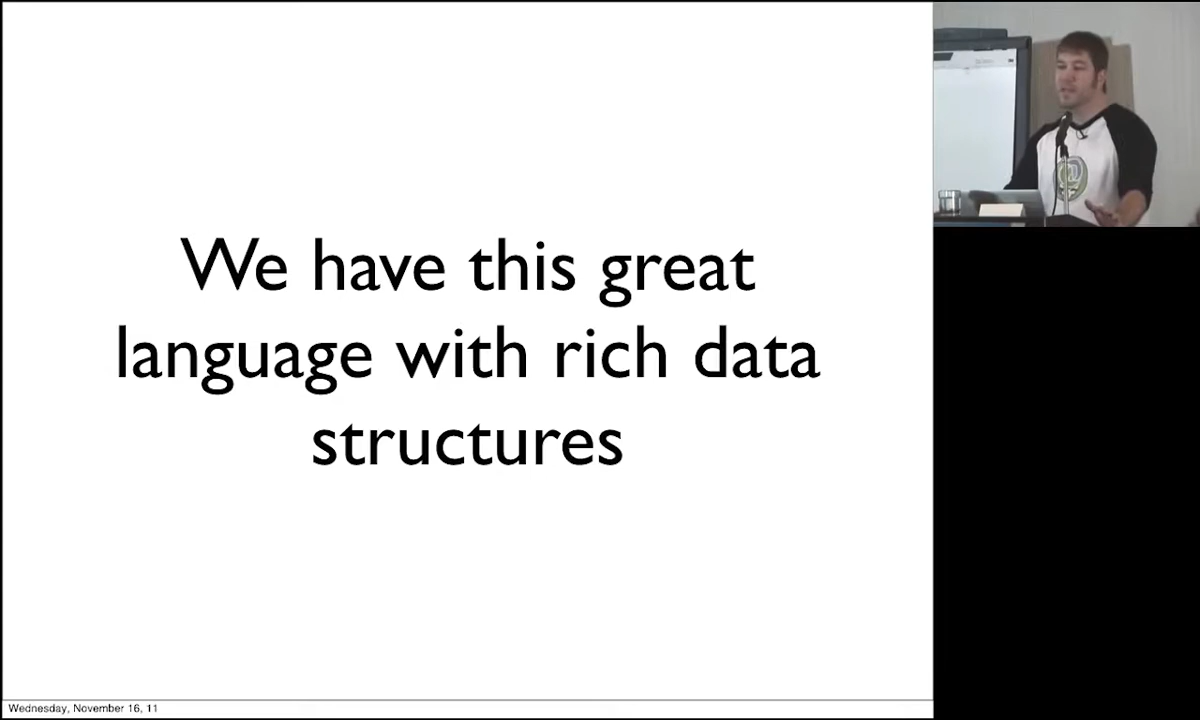 We have this great
language with rich data
structures
Wednesday, November 16, 11